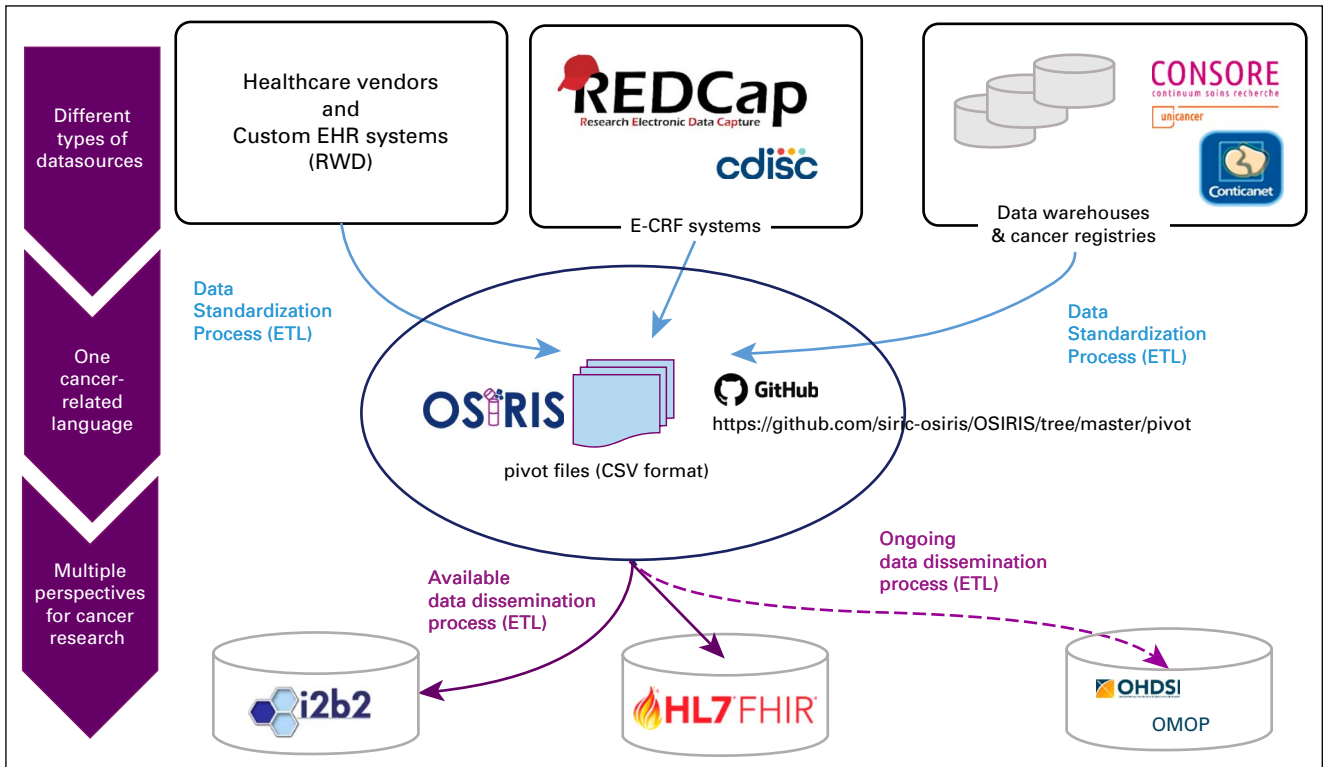 Different
types of
datasources
Healthcare vendors
and
Custom EHR systems
(RWD)
REDCap
Research Electronic Data Capture
cdisc
E-CRF systems
CONSORE
continuum soins recherche
unicancer
Conticanet
Data warehouses
& cancer registries
Data
Standardization
Process (ETL)
Data
Standardization
Process (ETL)
One
cancer-
related
language
OSIRIS
GitHub
https://github.com/siric-osiris/OSIRIS/tree/master/pivot
pivot files (CSV format)
Multiple
perspectives
for cancer
research
Available
data dissemination
process (ETL)
Ongoing
data dissemination
process (ETL)
i2b2
HL7 FHIR
OHDSI
OMOP